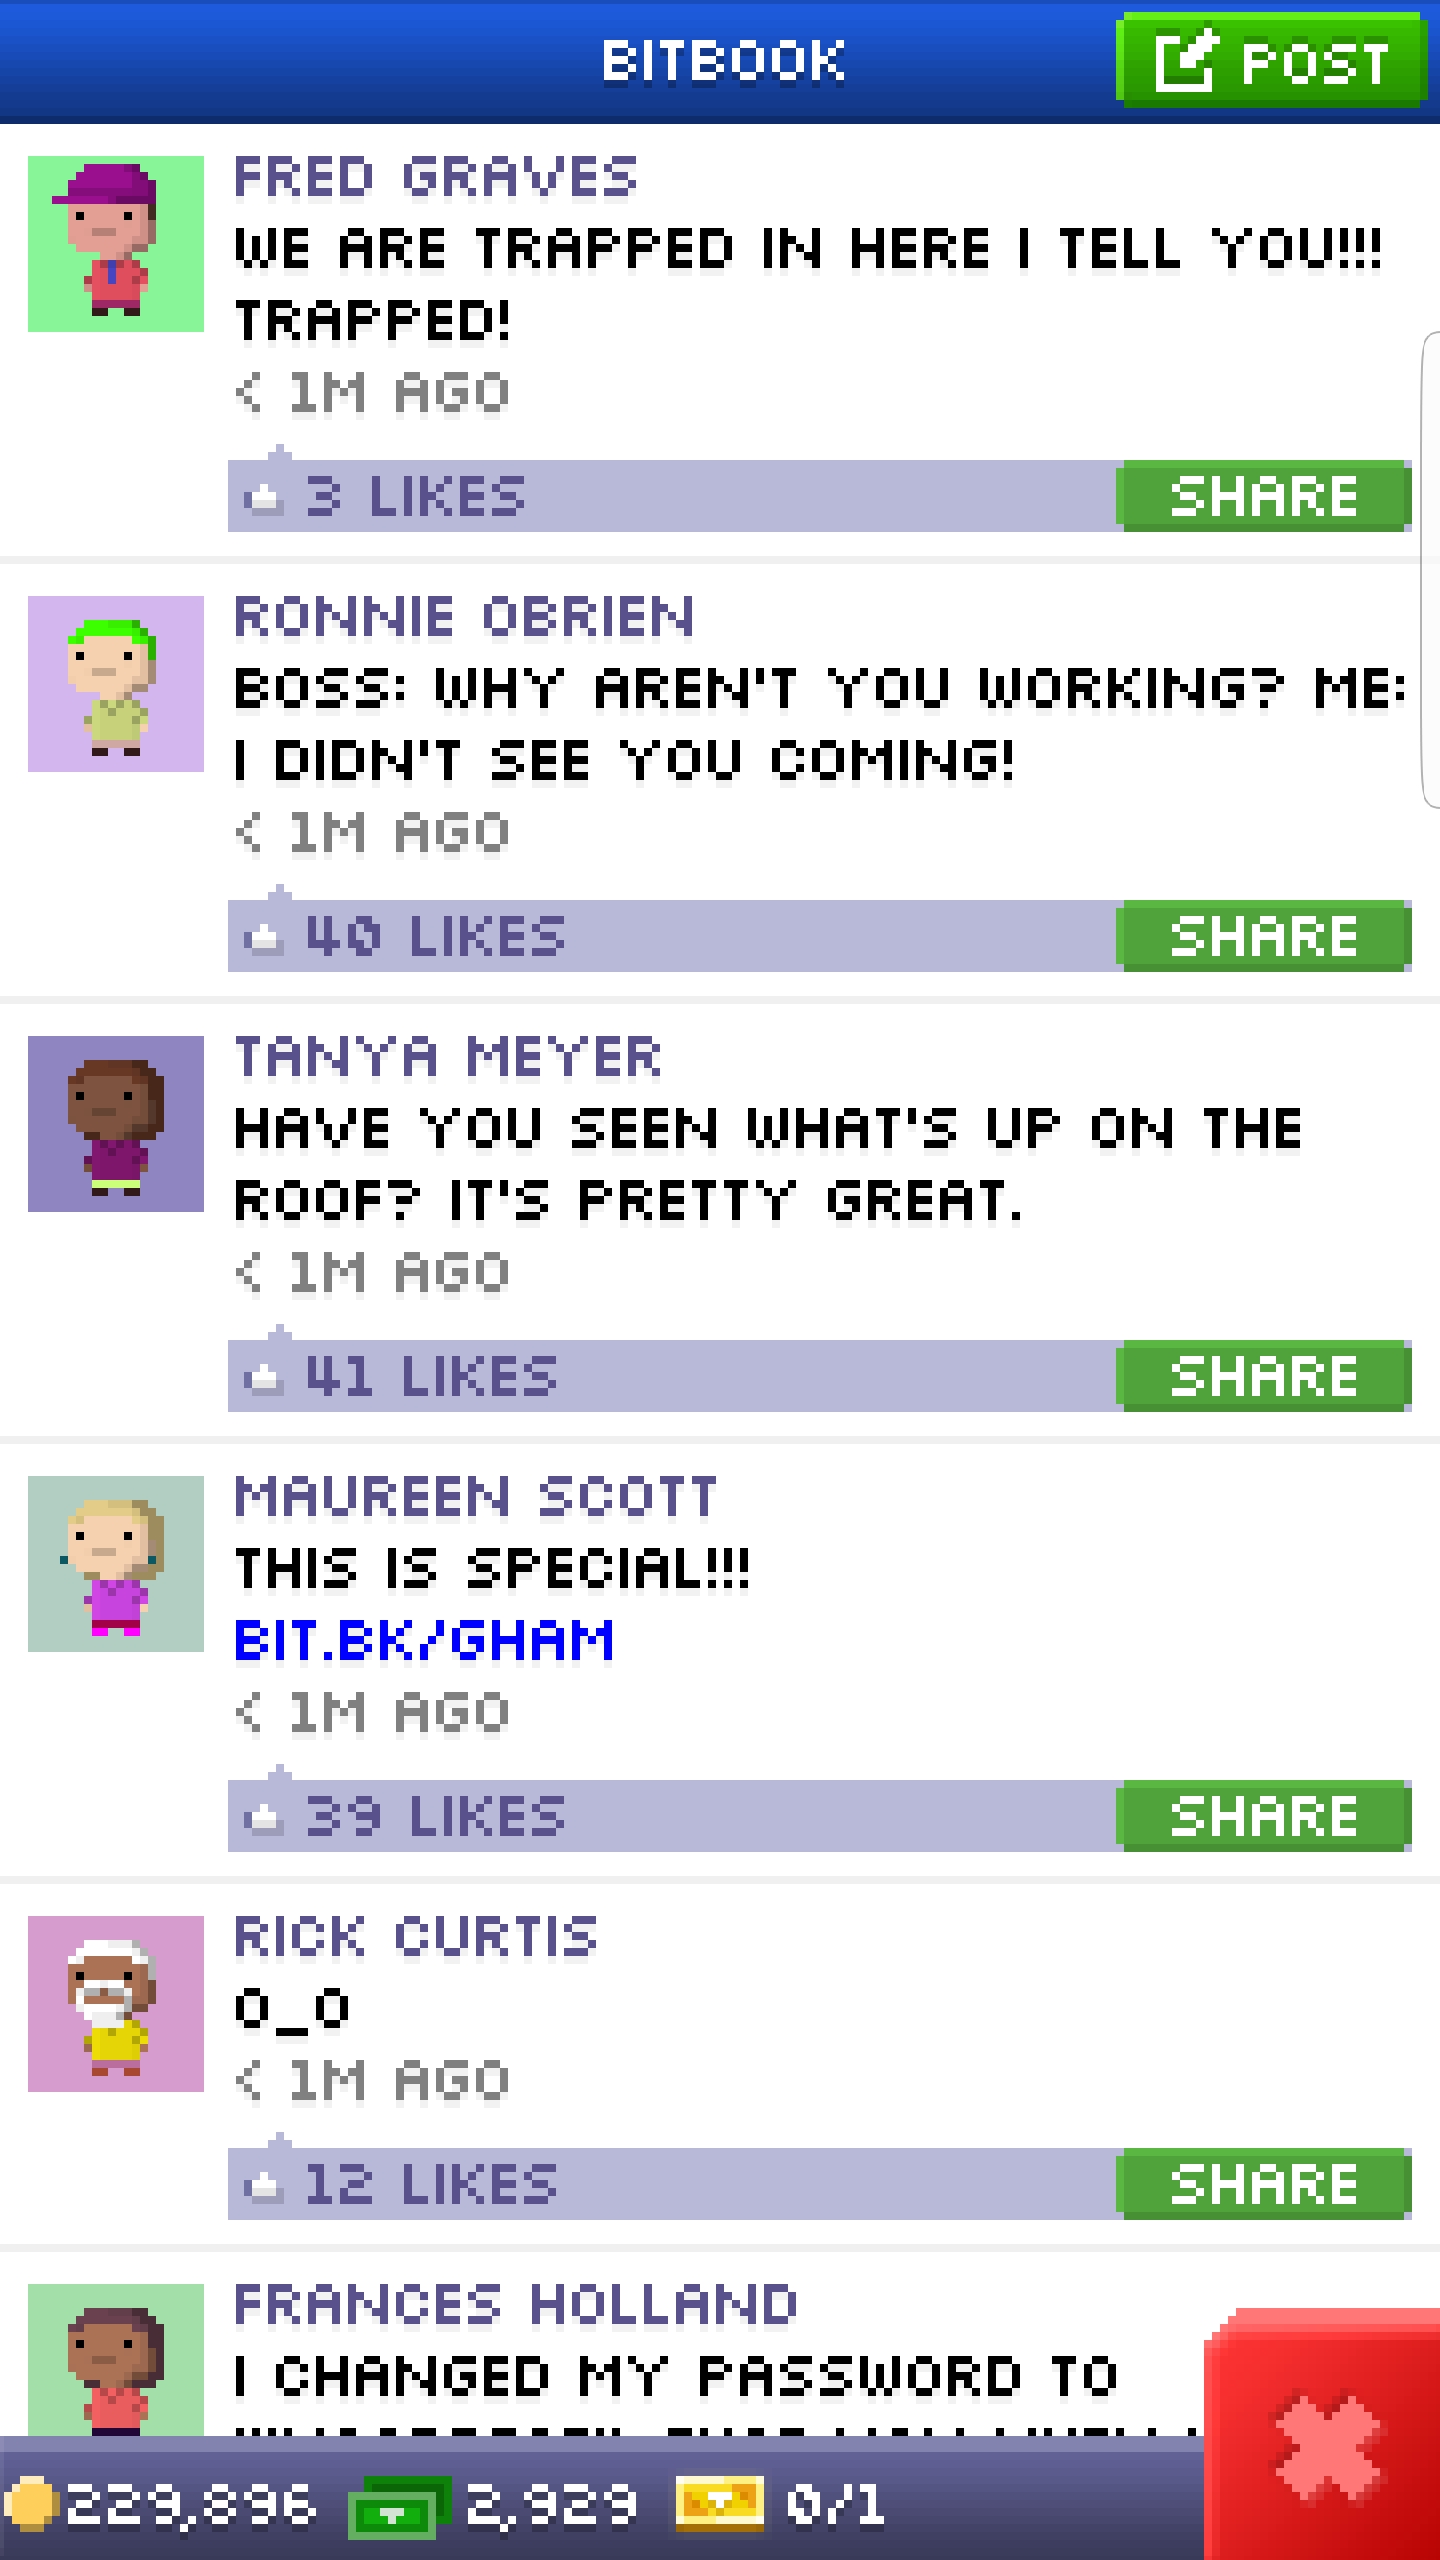 BITBOOK
POST
FRED GRAVES
WE ARE TRAPPED IN HERE I TELL YOU!!!
TRAPPED!
< 1M AGO
3 LIKES
SHARE
RONNIE OBRIEN
BOSS: WHY AREN'T YOU WORKING? ME:
I DIDN'T SEE YOU COMING!
< 1M AGO
40 LIKES
SHARE
TANYA MEYER
HAVE YOU SEEN WHAT'S UP ON THE
ROOF? IT'S PRETTY GREAT.
< 1M AGO
41 LIKES
SHARE
MAUREEN SCOTT
THIS IS SPECIAL!!!
BIT.BK/GHAM
< 1M AGO
39 LIKES
SHARE
RICK CURTIS
O_O
< 1M AGO
12 LIKES
SHARE
FRANCES HOLLAND
I CHANGED MY PASSWORD TO
229,896 2,929 0/1